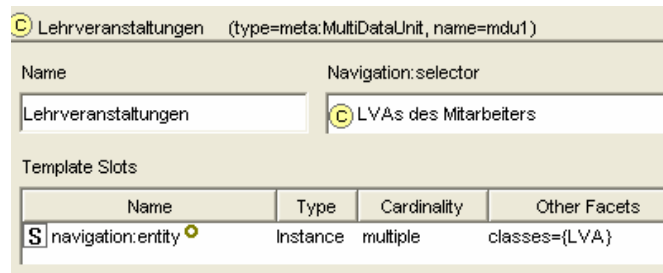 C Lehrveranstaltungen (type=meta:MultiDataUnit, name=mdu1)
Name Navigation:selector
Lehrveranstaltungen C LVAs des Mitarbeiters
Template Slots
Name Type Cardinality Other Facets
S navigation:entity Instance multiple classes={LVA}